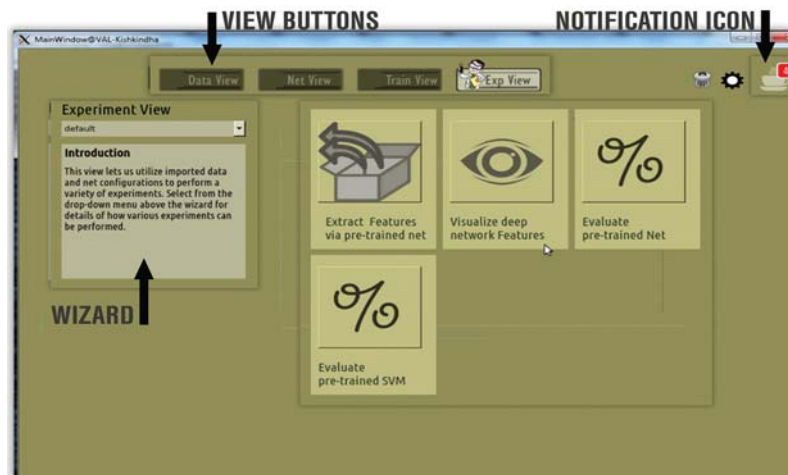 VIEW BUTTONS
NOTIFICATION ICON
MainWindow@VAL-Kishkindha
Data View
Net View
Train View
Exp View
Experiment View
default
Introduction
This view lets us utilize imported data
and net configurations to perform a
variety of experiments. Select from the
drop-down menu above the wizard for
details of how various experiments can
be performed.
WIZARD
Extract Features
via pre-trained net
Visualize deep
network Features
Evaluate
pre-trained Net
Evaluate
pre-trained SVM